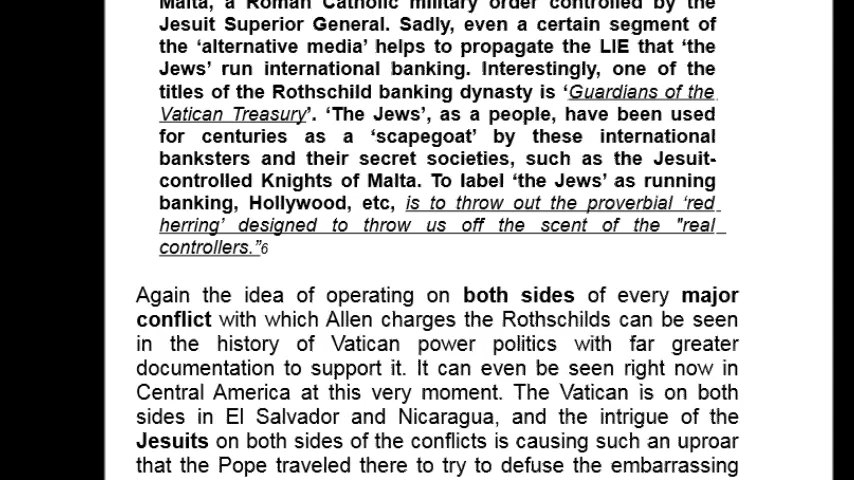 Malta, a Roman Catholic military order controlled by the
Jesuit Superior General. Sadly, even a certain segment of
the ‘alternative media’ helps to propagate the LIE that ‘the
Jews’ run international banking. Interestingly, one of the
titles of the Rothschild banking dynasty is ‘Guardians of the
Vatican Treasury’. ‘The Jews’, as a people, have been used
for centuries as a ‘scapegoat’ by these international
banksters and their secret societies, such as the Jesuit-
controlled Knights of Malta. To label ‘the Jews’ as running
banking, Hollywood, etc, is to throw out the proverbial ‘red
herring’ designed to throw us off the scent of the "real
controllers.”6
Again the idea of operating on both sides of every major
conflict with which Allen charges the Rothschilds can be seen
in the history of Vatican power politics with far greater
documentation to support it. It can even be seen right now in
Central America at this very moment. The Vatican is on both
sides in El Salvador and Nicaragua, and the intrigue of the
Jesuits on both sides of the conflicts is causing such an uproar
that the Pope traveled there to try to defuse the embarrassing